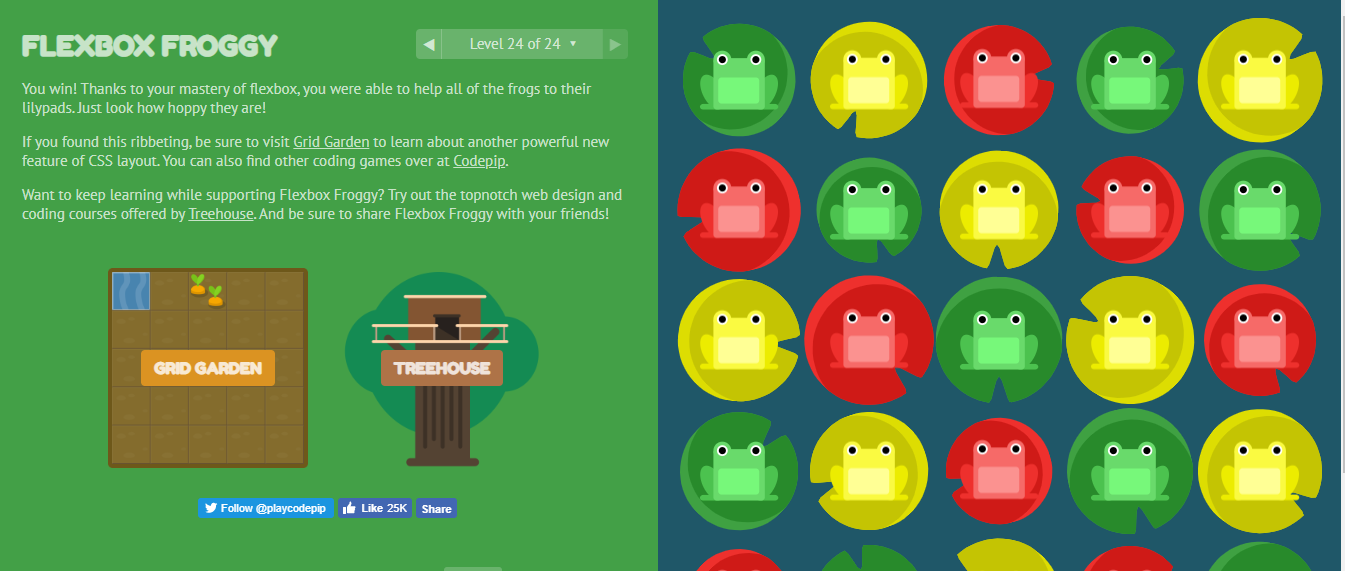 FLEXBOX FROGGY
Level 24 of 24
You win! Thanks to your mastery of flexbox, you were able to help all of the frogs to their
lilypads. Just look how hoppy they are!
If you found this ribbeting, be sure to visit Grid Garden to learn about another powerful new
feature of CSS layout. You can also find other coding games over at Codepip.
Want to keep learning while supporting Flexbox Froggy? Try out the topnotch web design and
coding courses offered by Treehouse. And be sure to share Flexbox Froggy with your friends!
GRID GARDEN
TREEHOUSE
Follow @playcodepip
Like 25K
Share